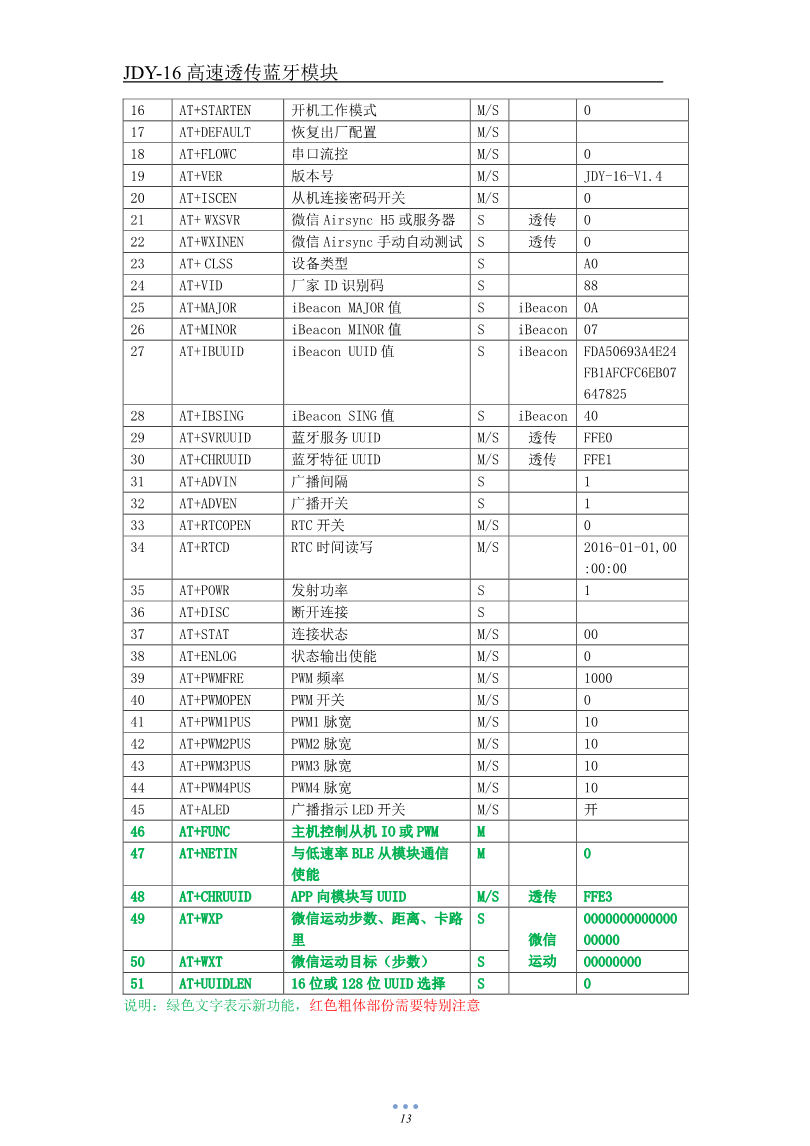 JDY-16 高速透传蓝牙模块
16 AT+STARTEN 开机工作模式 M/S 0
17 AT+DEFAULT 恢复出厂配置 M/S
18 AT+FLOWC 串口流控 M/S 0
19 AT+VER 版本号 M/S JDY-16-V1.4
20 AT+ISCEN 从机连接密码开关 M/S 0
21 AT+ WXSVR 微信 Airsync H5 或服务器 S 透传 0
22 AT+WXINEN 微信 Airsync 手动自动测试 S 透传 0
23 AT+ CLSS 设备类型 S A0
24 AT+VID 厂家 ID 识别码 S 88
25 AT+MAJOR iBeacon MAJOR 值 S iBeacon 0A
26 AT+MINOR iBeacon MINOR 值 S iBeacon 07
27 AT+IBUUID iBeacon UUID 值 S iBeacon FDA50693A4E24
FB1AFCFC6EB07
647825
28 AT+IBSING iBeacon SING 值 S iBeacon 40
29 AT+SVRUUID 蓝牙服务 UUID M/S 透传 FFE0
30 AT+CHRUUID 蓝牙特征 UUID M/S 透传 FFE1
31 AT+ADVIN 广播间隔 S 1
32 AT+ADVEN 广播开关 S 1
33 AT+RTCOPEN RTC 开关 M/S 0
34 AT+RTCD RTC 时间读写 M/S 2016-01-01,00
:00:00
35 AT+POWR 发射功率 S 1
36 AT+DISC 断开连接 S
37 AT+STAT 连接状态 M/S 00
38 AT+ENLOG 状态输出使能 M/S 0
39 AT+PWMFRE PWM 频率 M/S 1000
40 AT+PWMOPEN PWM 开关 M/S 0
41 AT+PWM1PUS PWM1 脉宽 M/S 10
42 AT+PWM2PUS PWM2 脉宽 M/S 10
43 AT+PWM3PUS PWM3 脉宽 M/S 10
44 AT+PWM4PUS PWM4 脉宽 M/S 10
45 AT+ALED 广播指示 LED 开关 M/S 开
46 AT+FUNC 主机控制从机 IO 或 PWM M
47 AT+NETIN 与低速率 BLE 从模块通信 M 0
使能
48 AT+CHRUUID APP 向模块写 UUID M/S 透传 FFE3
49 AT+WXP 微信运动步数、距离、卡路 S 0000000000000
里 微信 00000
50 AT+WXT 微信运动目标（步数） S 运动 00000000
51 AT+UUIDLEN 16 位或 128 位 UUID 选择 S 0
说明：绿色文字表示新功能，红色粗体部份需要特别注意
13